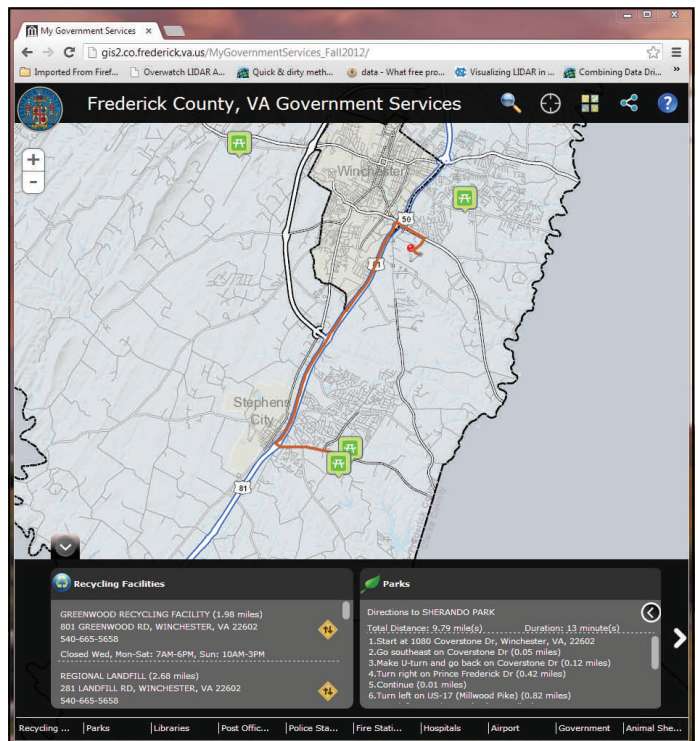 My Government Services ×
gis2.co.frederick.va.us/MyGovernmentServices_Fall2012/
Imported From Firef... Overwatch LIDAR A... Quick & dirty meth... data - What free pro... Visualizing LIDAR in ... Combining Data Dri... »
Frederick County, VA Government Services
+
-
Winchester
50
81
Stephens
City
81
Recycling Facilities
GREENWOOD RECYCLING FACILITY (1.98 miles)
801 GREENWOOD RD, WINCHESTER, VA 22602
540-665-5658
Closed Wed, Mon-Sat: 7AM-6PM, Sun: 10AM-3PM
REGIONAL LANDFILL (2.68 miles)
281 LANDFILL RD, WINCHESTER, VA 22602
540-665-5658
Parks
Directions to SHERANDO PARK
Total Distance: 9.79 mile(s) Duration: 13 minute(s)
1.Start at 1080 Coverstone Dr, Winchester, VA, 22602
2.Go southeast on Coverstone Dr (0.05 miles)
3.Make U-turn and go back on Coverstone Dr (0.12 miles)
4.Turn right on Prince Frederick Dr (0.42 miles)
5.Continue (0.01 miles)
6.Turn left on US-17 (Millwood Pike) (0.82 miles)
Recycling ... |Parks |Libraries |Post Offic... |Police Sta... |Fire Stati... |Hospitals |Airport |Government |Animal She...